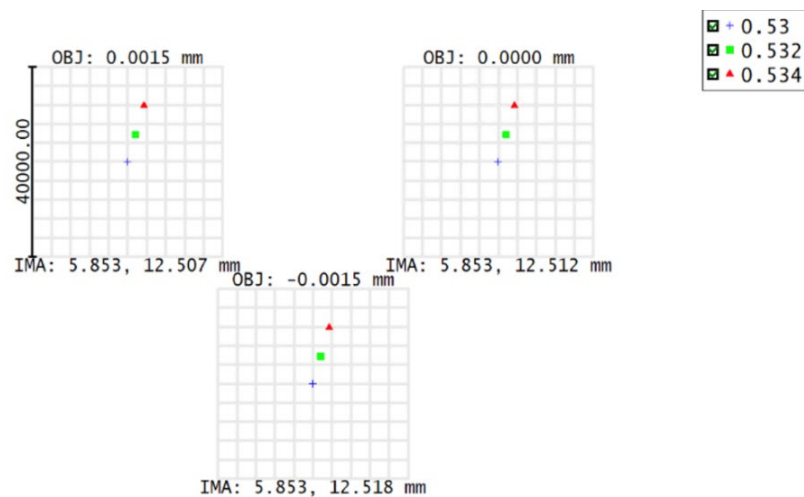 0.53
0.532
0.534
OBJ: 0.0015 mm
OBJ: 0.0000 mm
40000.00
IMA: 5.853, 12.507 mm
IMA: 5.853, 12.512 mm
OBJ: -0.0015 mm
IMA: 5.853, 12.518 mm